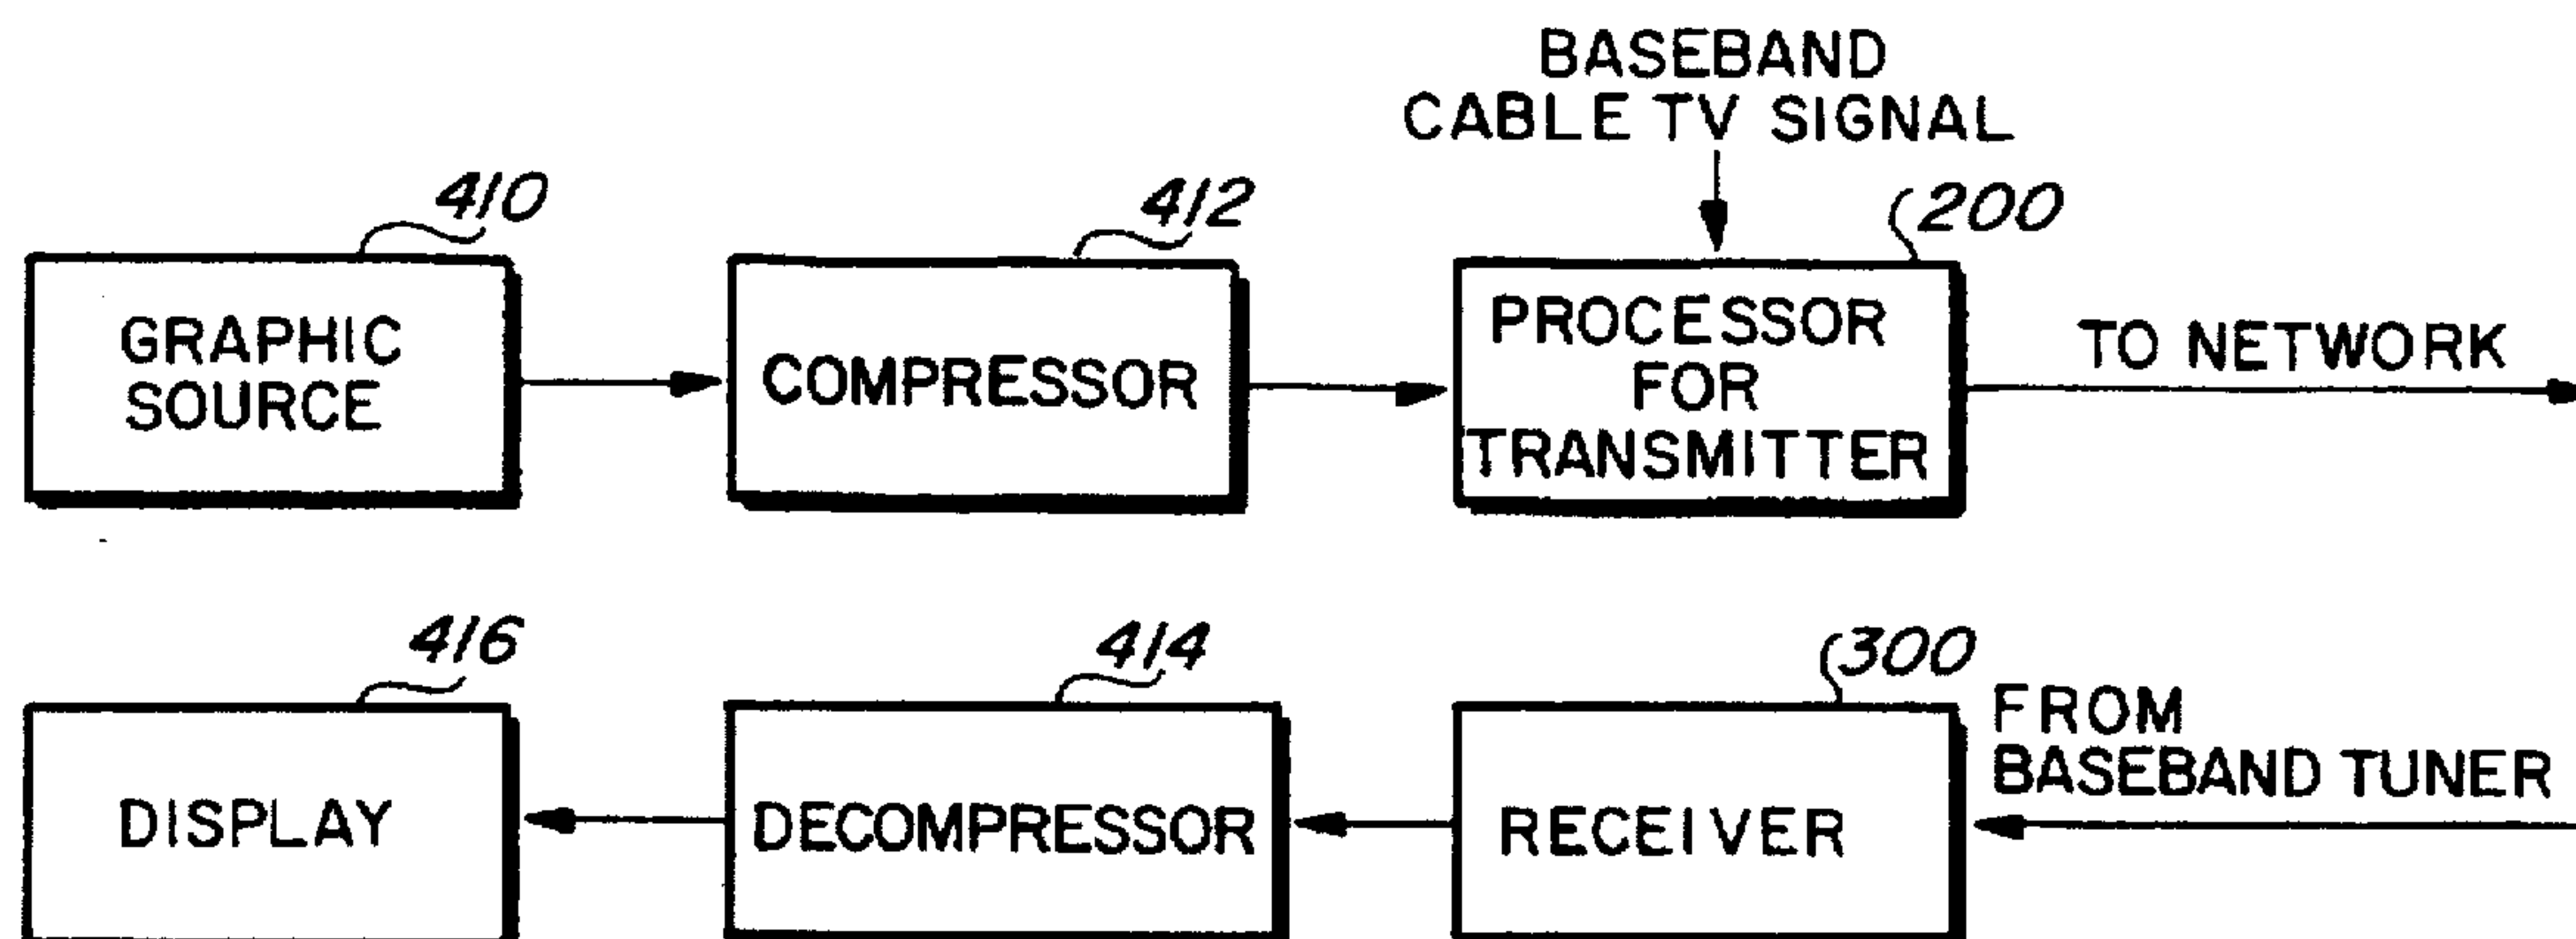 BASEBAND
CABLE TV SIGNAL
410
412
200
GRAPHIC
SOURCE
COMPRESSOR
PROCESSOR
FOR
TRANSMITTER
TO NETWORK
416
414
300
FROM
BASEBAND TUNER
DISPLAY
DECOMPRESSOR
RECEIVER